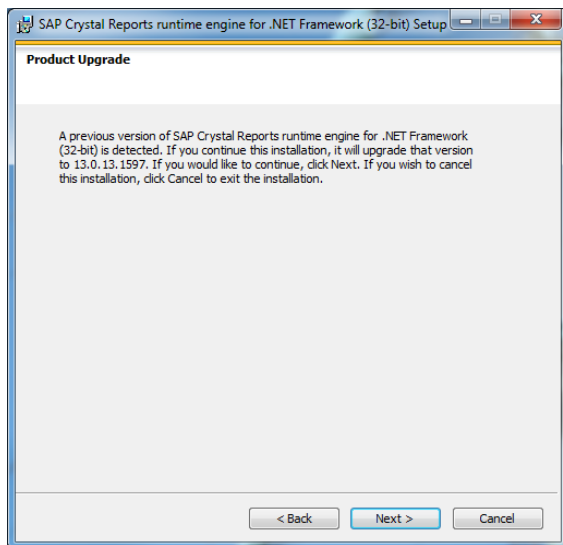 SAP Crystal Reports runtime engine for .NET Framework (32-bit) Setup
Product Upgrade
A previous version of SAP Crystal Reports runtime engine for .NET Framework
(32-bit) is detected. If you continue this installation, it will upgrade that version
to 13.0.13.1597. If you would like to continue, click Next. If you wish to cancel
this installation, click Cancel to exit the installation.
< Back Next > Cancel